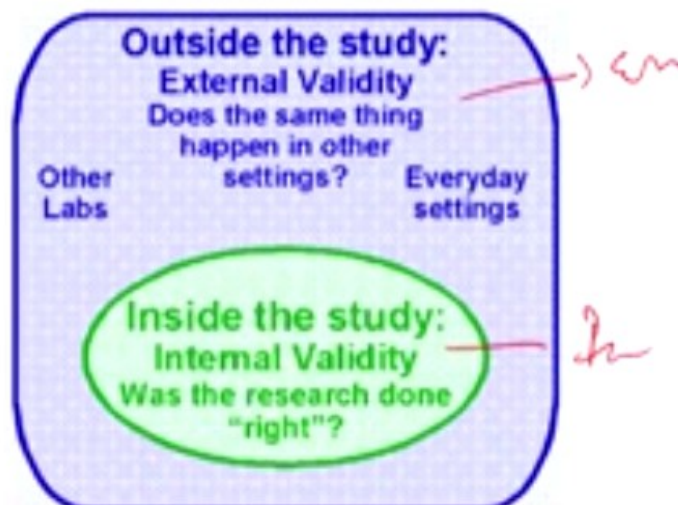 Outside the study:
External Validity
Does the same thing
happen in other
settings?
Other
Labs
Everyday
settings
Inside the study:
Internal Validity
Was the research done
"right"?